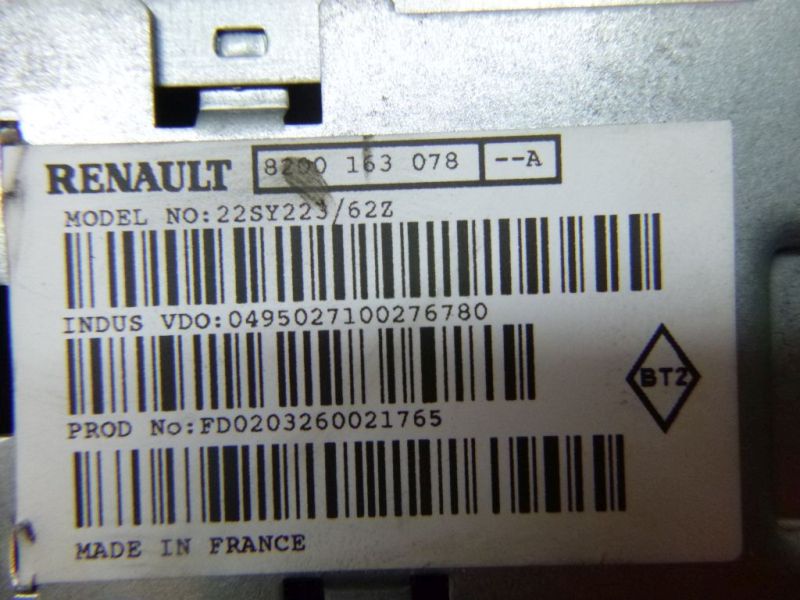 RENAULT 8200 163 078 --A
MODEL NO:22SY223/62Z
INDUS VDO:0495027100276780
BT2
PROD No:FD0203260021765
MADE IN FRANCE